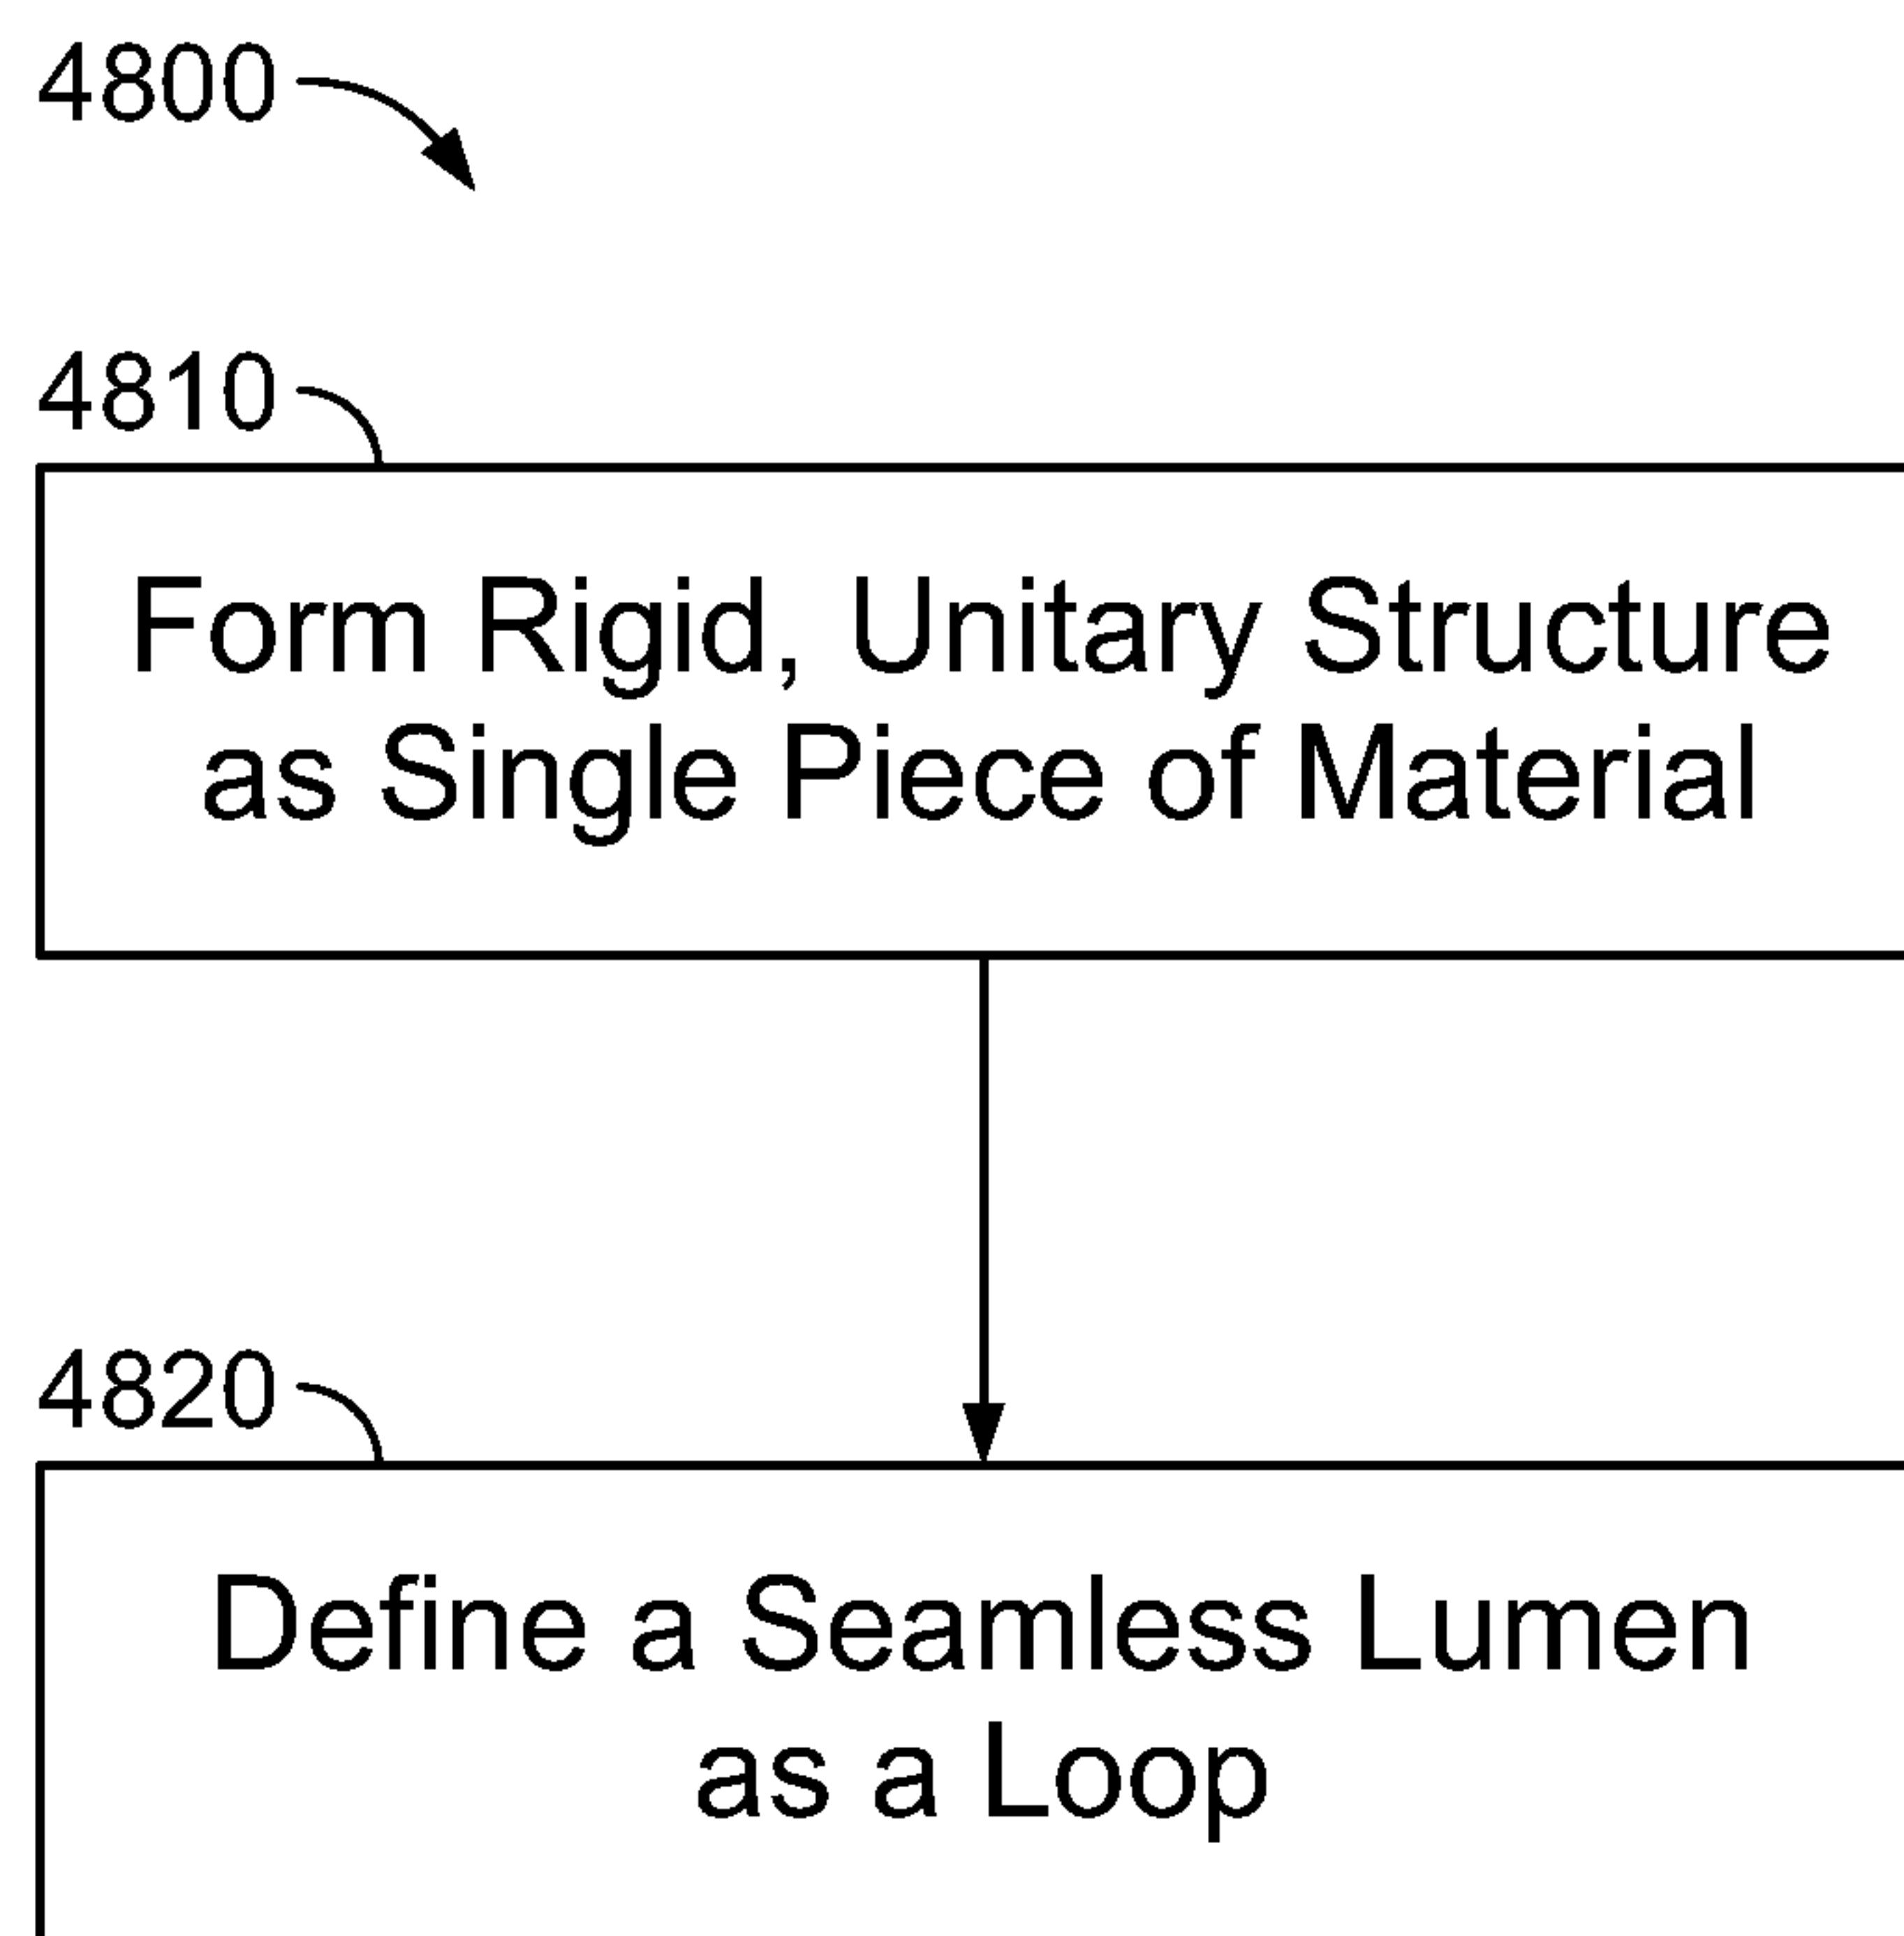 4800
4810
Form Rigid, Unitary Structure
as Single Piece of Material
4820
Define a Seamless Lumen
as a Loop